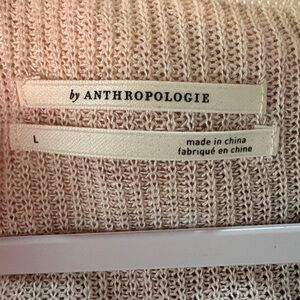 by ANTHROPOLOGIE
L
made in china
fabriqué en chine